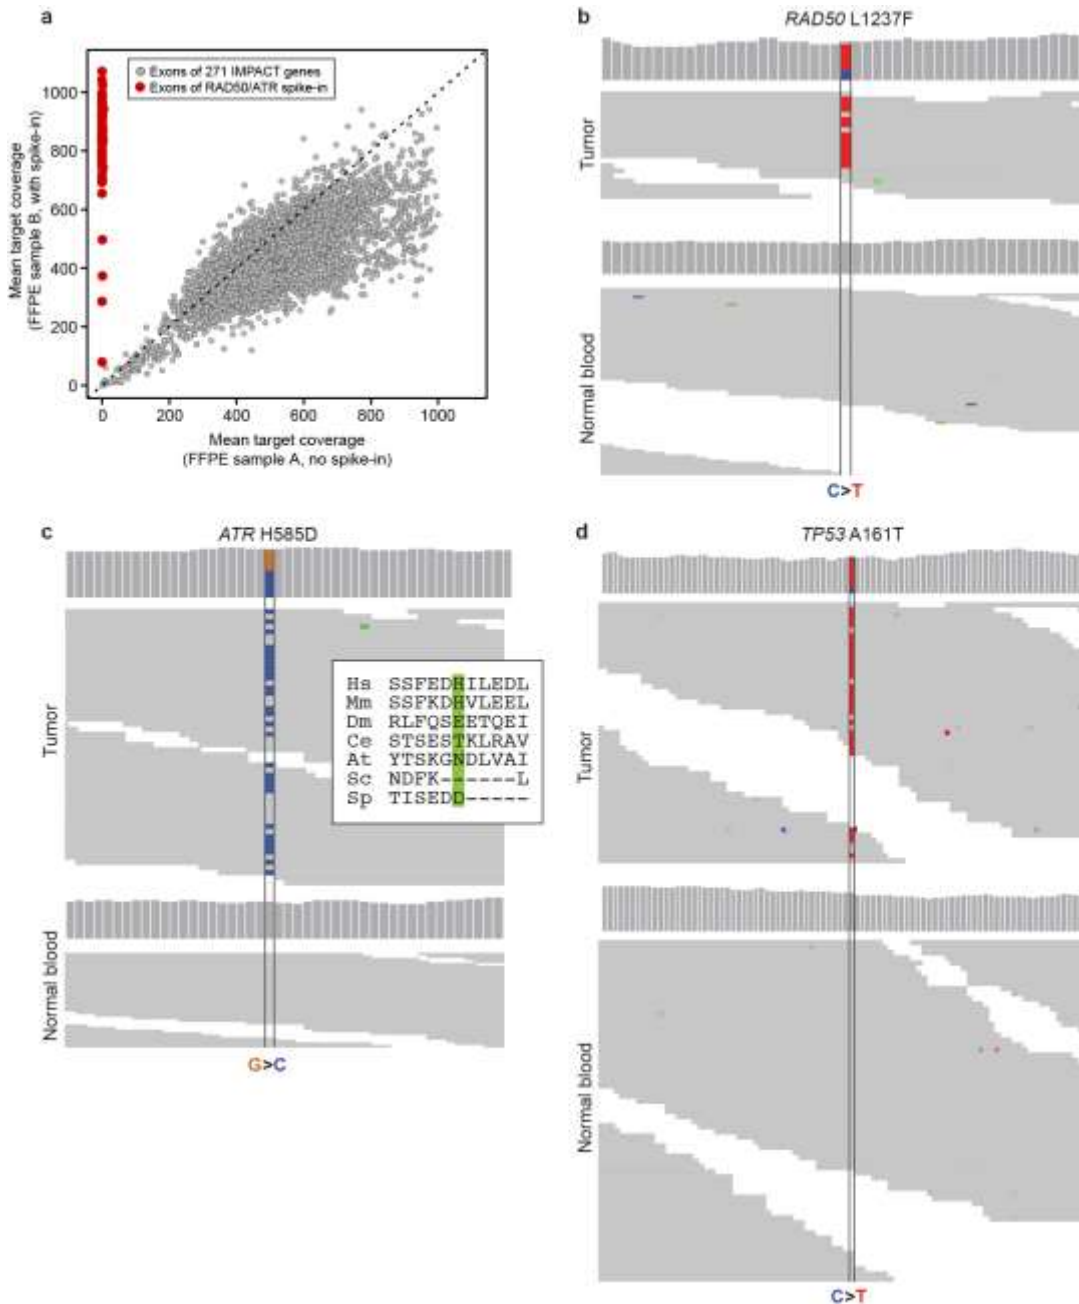 a
Exons of 271 IMPACT genes
Exons of RAD50/ATR spike-in
Mean target coverage
(FFPE sample B, with spike-in)
1000
800
600
400
200
0
0 200 400 600 800 1000
Mean target coverage
(FFPE sample A, no spike-in)
b
RAD50 L1237F
Tumor
Normal blood
C>T
c
ATR H585D
Tumor
Hs SSFEDHILEDL
Mm SSFKDHVLEEL
Dm RLFQSEETQEI
Ce STSESTKLRAV
At YTSKGNDLVAI
Sc NDFK------L
Sp TISEDD-----
Normal blood
G>C
d
TP53 A161T
Tumor
Normal blood
C>T